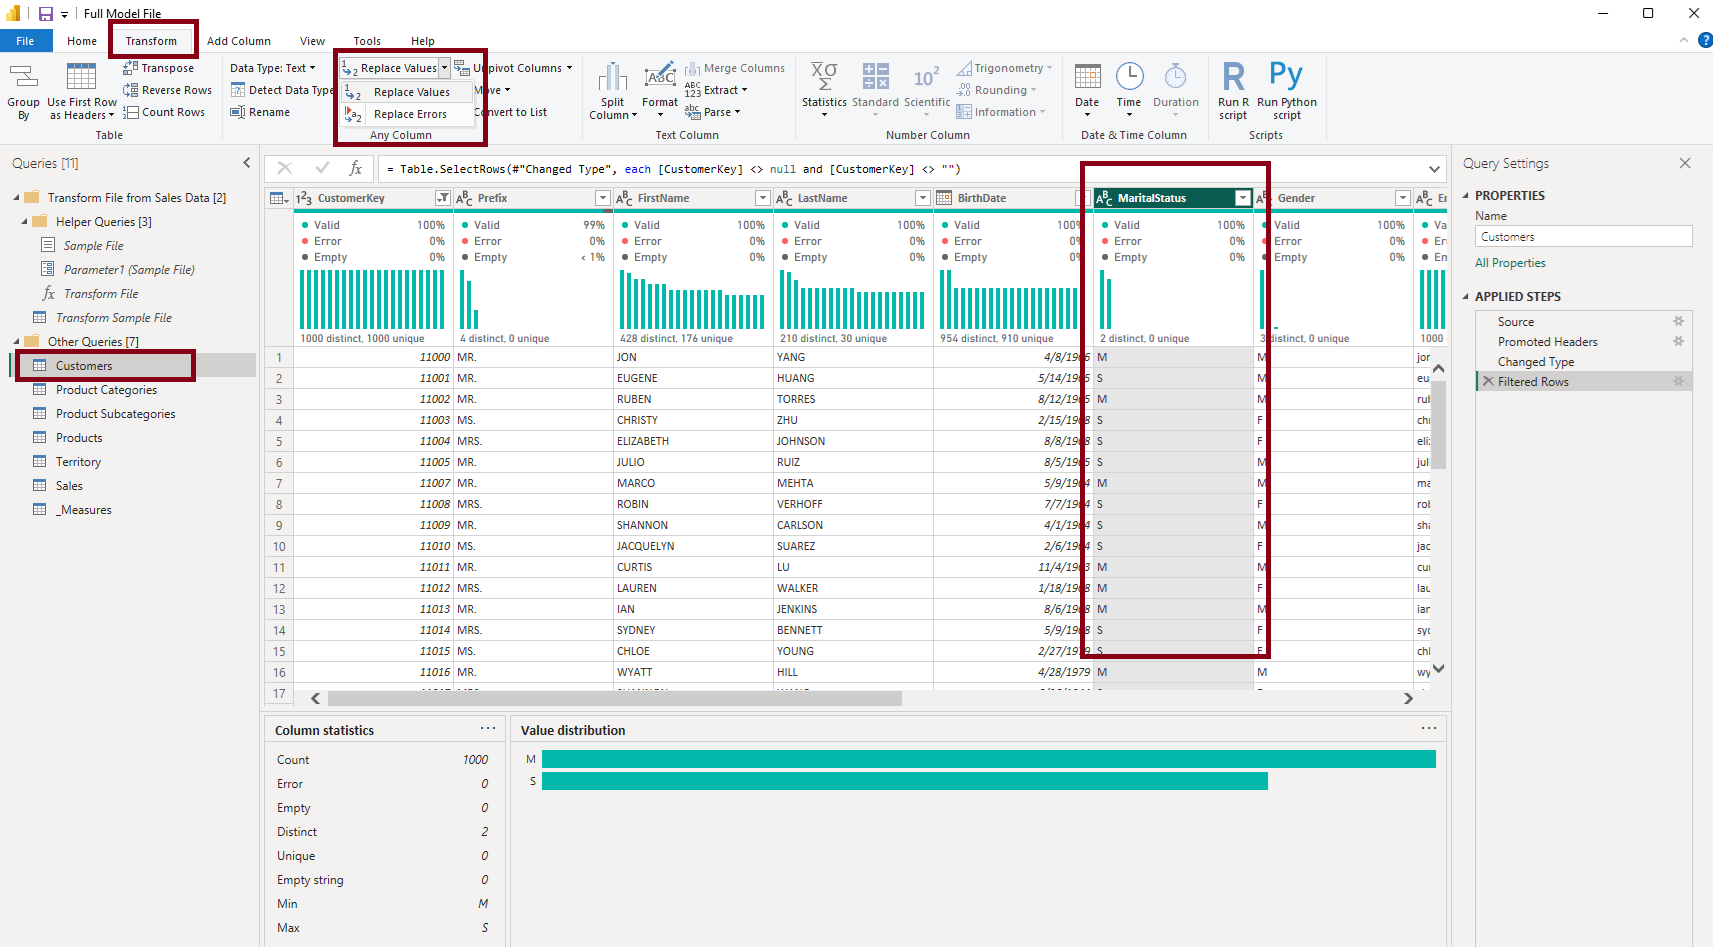 Full Model File
File Home Transform Add Column View Tools Help
Group By
Use First Row as Headers
Transpose
Reverse Rows
Count Rows
Table
Data Type: Text
Detect Data Type
Rename
Replace Values
Replace Values
Replace Errors
Unpivot Columns
Move
Convert to List
Any Column
Split Column
Format
ABC
Merge Columns
ABC 123 Extract
abc Parse
Text Column
Statistics
Standard
10² Scientific
Trigonometry
Rounding
Information
Number Column
Date
Time
Duration
Date & Time Column
R Run R script
Py Run Python script
Scripts
Queries [11]
Transform File from Sales Data [2]
Helper Queries [3]
Sample File
Parameter1 (Sample File)
fx Transform File
Transform Sample File
Other Queries [7]
Customers
Product Categories
Product Subcategories
Products
Territory
Sales
_Measures
fx = Table.SelectRows(#"Changed Type", each [CustomerKey] <> null and [CustomerKey] <> "")
CustomerKey Prefix FirstName LastName BirthDate MaritalStatus Gender
Valid 100% Valid 99% Valid 100% Valid 100% Valid 100% Valid 100% Valid 100%
Error 0% Error 0% Error 0% Error 0% Error 0% Error 0% Error 0%
Empty 0% Empty < 1% Empty 0% Empty 0% Empty 0% Empty 0% Empty 0%
1000 distinct, 1000 unique 4 distinct, 0 unique 428 distinct, 176 unique 210 distinct, 30 unique 954 distinct, 910 unique 2 distinct, 0 unique 3 distinct, 0 unique 1000
1 11000 MR. JON YANG 4/8/1966 M M jor
2 11001 MR. EUGENE HUANG 5/14/1965 S M eu
3 11002 MR. RUBEN TORRES 8/12/1965 M M rub
4 11003 MS. CHRISTY ZHU 2/15/1968 S F chr
5 11004 MRS. ELIZABETH JOHNSON 8/8/1968 S F eliz
6 11005 MR. JULIO RUIZ 8/5/1965 S M juli
7 11007 MR. MARCO MEHTA 5/9/1964 M M ma
8 11008 MRS. ROBIN VERHOFF 7/7/1964 S F rob
9 11009 MR. SHANNON CARLSON 4/1/1964 S M sha
10 11010 MS. JACQUELYN SUAREZ 2/6/1964 S F jac
11 11011 MR. CURTIS LU 11/4/1963 M M cur
12 11012 MRS. LAUREN WALKER 1/18/1968 M F lau
13 11013 MR. IAN JENKINS 8/6/1968 M M ian
14 11014 MRS. SYDNEY BENNETT 5/9/1968 S F syd
15 11015 MS. CHLOE YOUNG 2/27/1979 S F chl
16 11016 MR. WYATT HILL 4/28/1979 M M wy
17
Column statistics
Count 1000
Error 0
Empty 0
Distinct 2
Unique 0
Empty string 0
Min M
Max S
Value distribution
M
S
Query Settings
PROPERTIES
Name
Customers
All Properties
APPLIED STEPS
Source
Promoted Headers
Changed Type
Filtered Rows